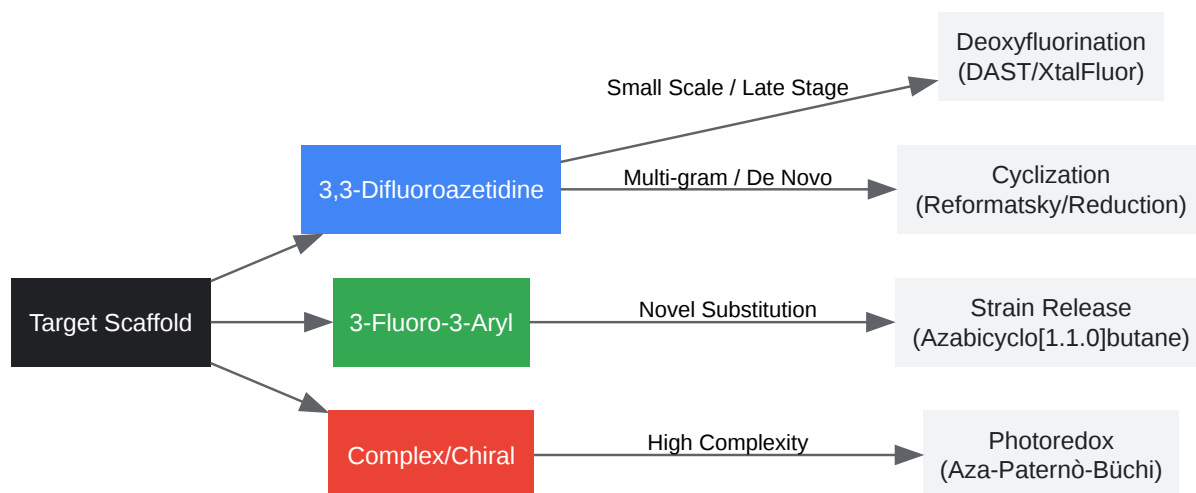 Deoxyfluorination
(DAST/XtalFluor)
Small Scale / Late Stage
3,3-Difluoroazetidine
Multi-gram / De Novo
Cyclization
(Reformatsky/Reduction)
Target Scaffold
3-Fluoro-3-Aryl
Novel Substitution
Strain Release
(Azabicyclo[1.1.0]butane)
Complex/Chiral
High Complexity
Photoredox
(Aza-Paternò-Büchi)